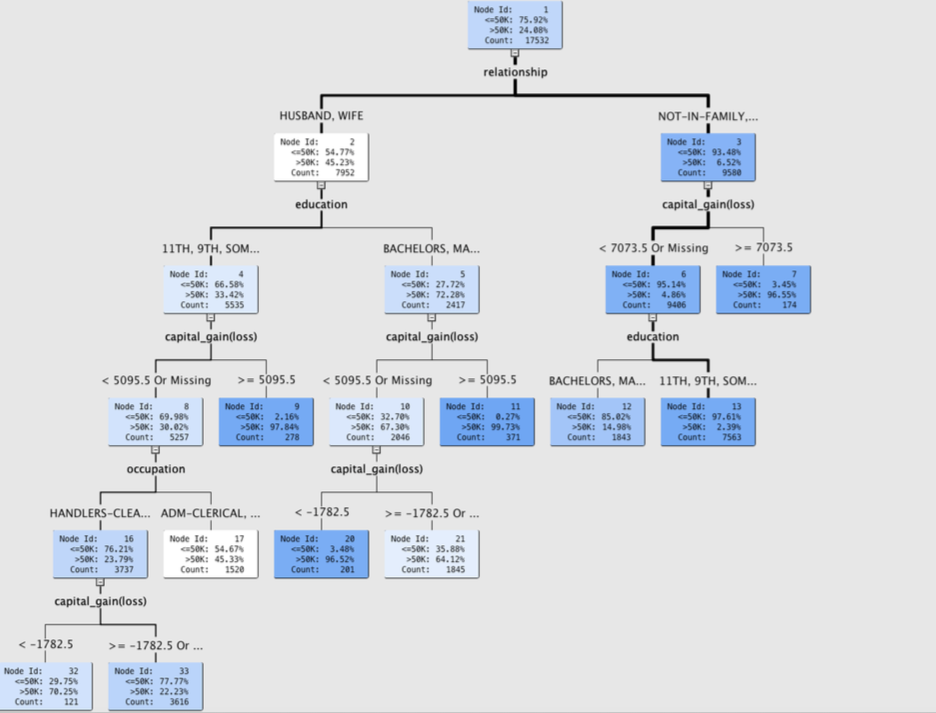 Node Id: 1
<=50K: 75.92%
>50K: 24.08%
Count: 17532
relationship
HUSBAND, WIFE
NOT-IN-FAMILY,...
Node Id: 2
<=50K: 54.77%
>50K: 45.23%
Count: 7952
Node Id: 3
<=50K: 93.48%
>50K: 6.52%
Count: 9580
education
capital_gain(loss)
11TH, 9TH, SOM...
BACHELORS, MA...
< 7073.5 Or Missing
>= 7073.5
Node Id: 4
<=50K: 66.58%
>50K: 33.42%
Count: 5535
Node Id: 5
<=50K: 27.72%
>50K: 72.28%
Count: 2417
Node Id: 6
<=50K: 95.14%
>50K: 4.86%
Count: 9406
Node Id: 7
<=50K: 3.45%
>50K: 96.55%
Count: 174
capital_gain(loss)
capital_gain(loss)
education
< 5095.5 Or Missing
>= 5095.5
< 5095.5 Or Missing
>= 5095.5
BACHELORS, MA...
11TH, 9TH, SOM...
Node Id: 8
<=50K: 69.98%
>50K: 30.02%
Count: 5257
Node Id: 9
<=50K: 2.16%
>50K: 97.84%
Count: 278
Node Id: 10
<=50K: 32.70%
>50K: 67.30%
Count: 2046
Node Id: 11
<=50K: 0.27%
>50K: 99.73%
Count: 371
Node Id: 12
<=50K: 85.02%
>50K: 14.98%
Count: 1843
Node Id: 13
<=50K: 97.61%
>50K: 2.39%
Count: 7563
occupation
capital_gain(loss)
HANDLERS-CLEA...
ADM-CLERICAL, ...
< -1782.5
>= -1782.5 Or ...
Node Id: 16
<=50K: 76.21%
>50K: 23.79%
Count: 3737
Node Id: 17
<=50K: 54.67%
>50K: 45.33%
Count: 1520
Node Id: 20
<=50K: 3.48%
>50K: 96.52%
Count: 201
Node Id: 21
<=50K: 35.88%
>50K: 64.12%
Count: 1845
capital_gain(loss)
< -1782.5
>= -1782.5 Or ...
Node Id: 32
<=50K: 29.75%
>50K: 70.25%
Count: 121
Node Id: 33
<=50K: 77.77%
>50K: 22.23%
Count: 3616